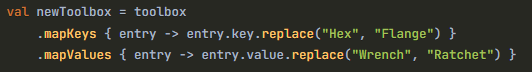 val newToolbox = toolbox
.mapKeys { entry -> entry.key.replace("Hex", "Flange") }
.mapValues { entry -> entry.value.replace("Wrench", "Ratchet") }